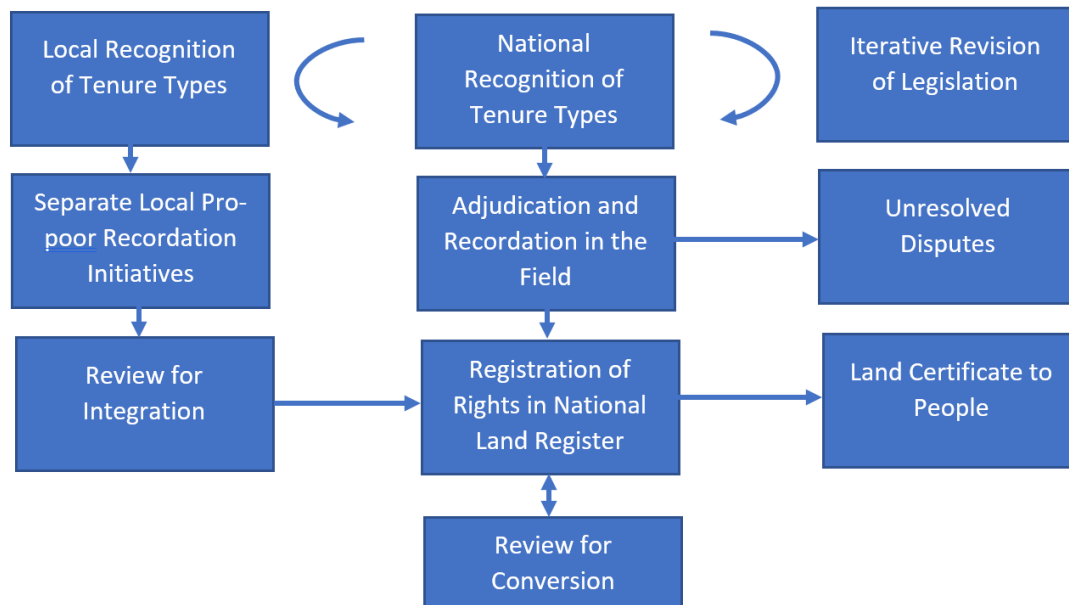 Local Recognition
of Tenure Types
National
Recognition of
Tenure Types
Iterative Revision
of Legislation
Separate Local Pro-
poor Recordation
Initiatives
Adjudication and
Recordation in the
Field
Unresolved
Disputes
Review for
Integration
Registration of
Rights in National
Land Register
Land Certificate to
People
Review for
Conversion